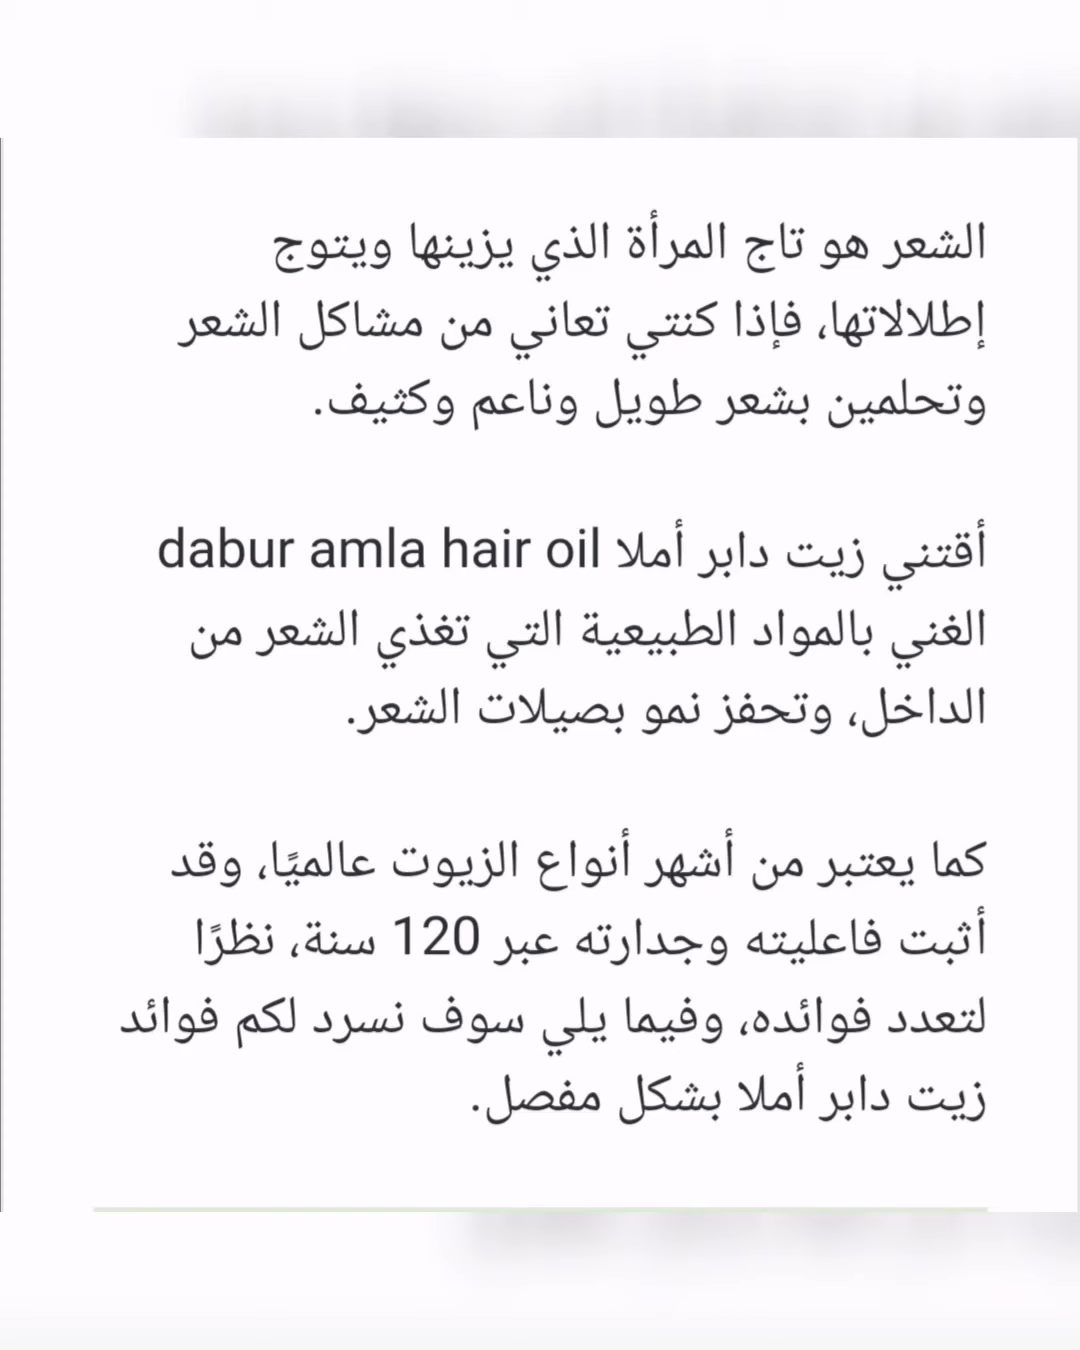 الشعر هو تاج المرأة الذي يزينها ويتوج
إطلالاتها، فإذا كنتي تعاني من مشاكل الشعر
وتحلمين بشعر طويل وناعم وكثيف.
أقتني زيت دابر أملا dabur amla hair oil
الغني بالمواد الطبيعية التي تغذي الشعر من
الداخل، وتحفز نمو بصيلات الشعر.
كما يعتبر من أشهر أنواع الزيوت عالميًا، وقد
أثبت فاعليته وجدارته عبر 120 سنة، نظرًا
لتعدد فوائده، وفيما يلي سوف نسرد لكم فوائد
زيت دابر أملا بشكل مفصل.